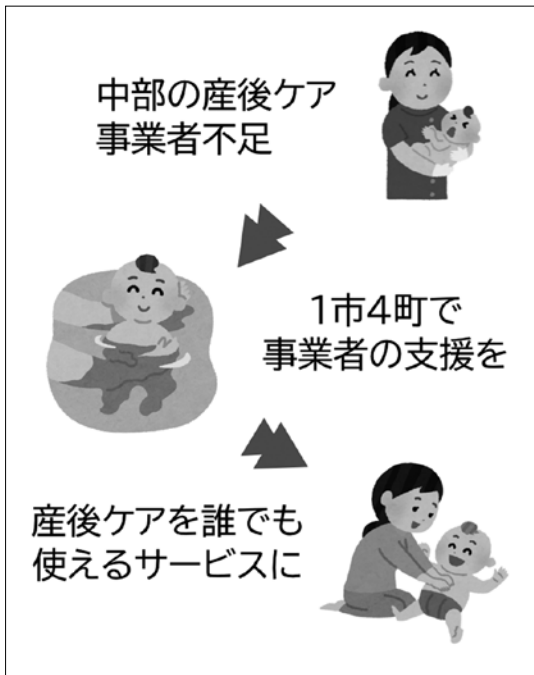 中部の産後ケア
事業者不足
1市4町で
事業者の支援を
産後ケアを誰でも
使えるサービスに